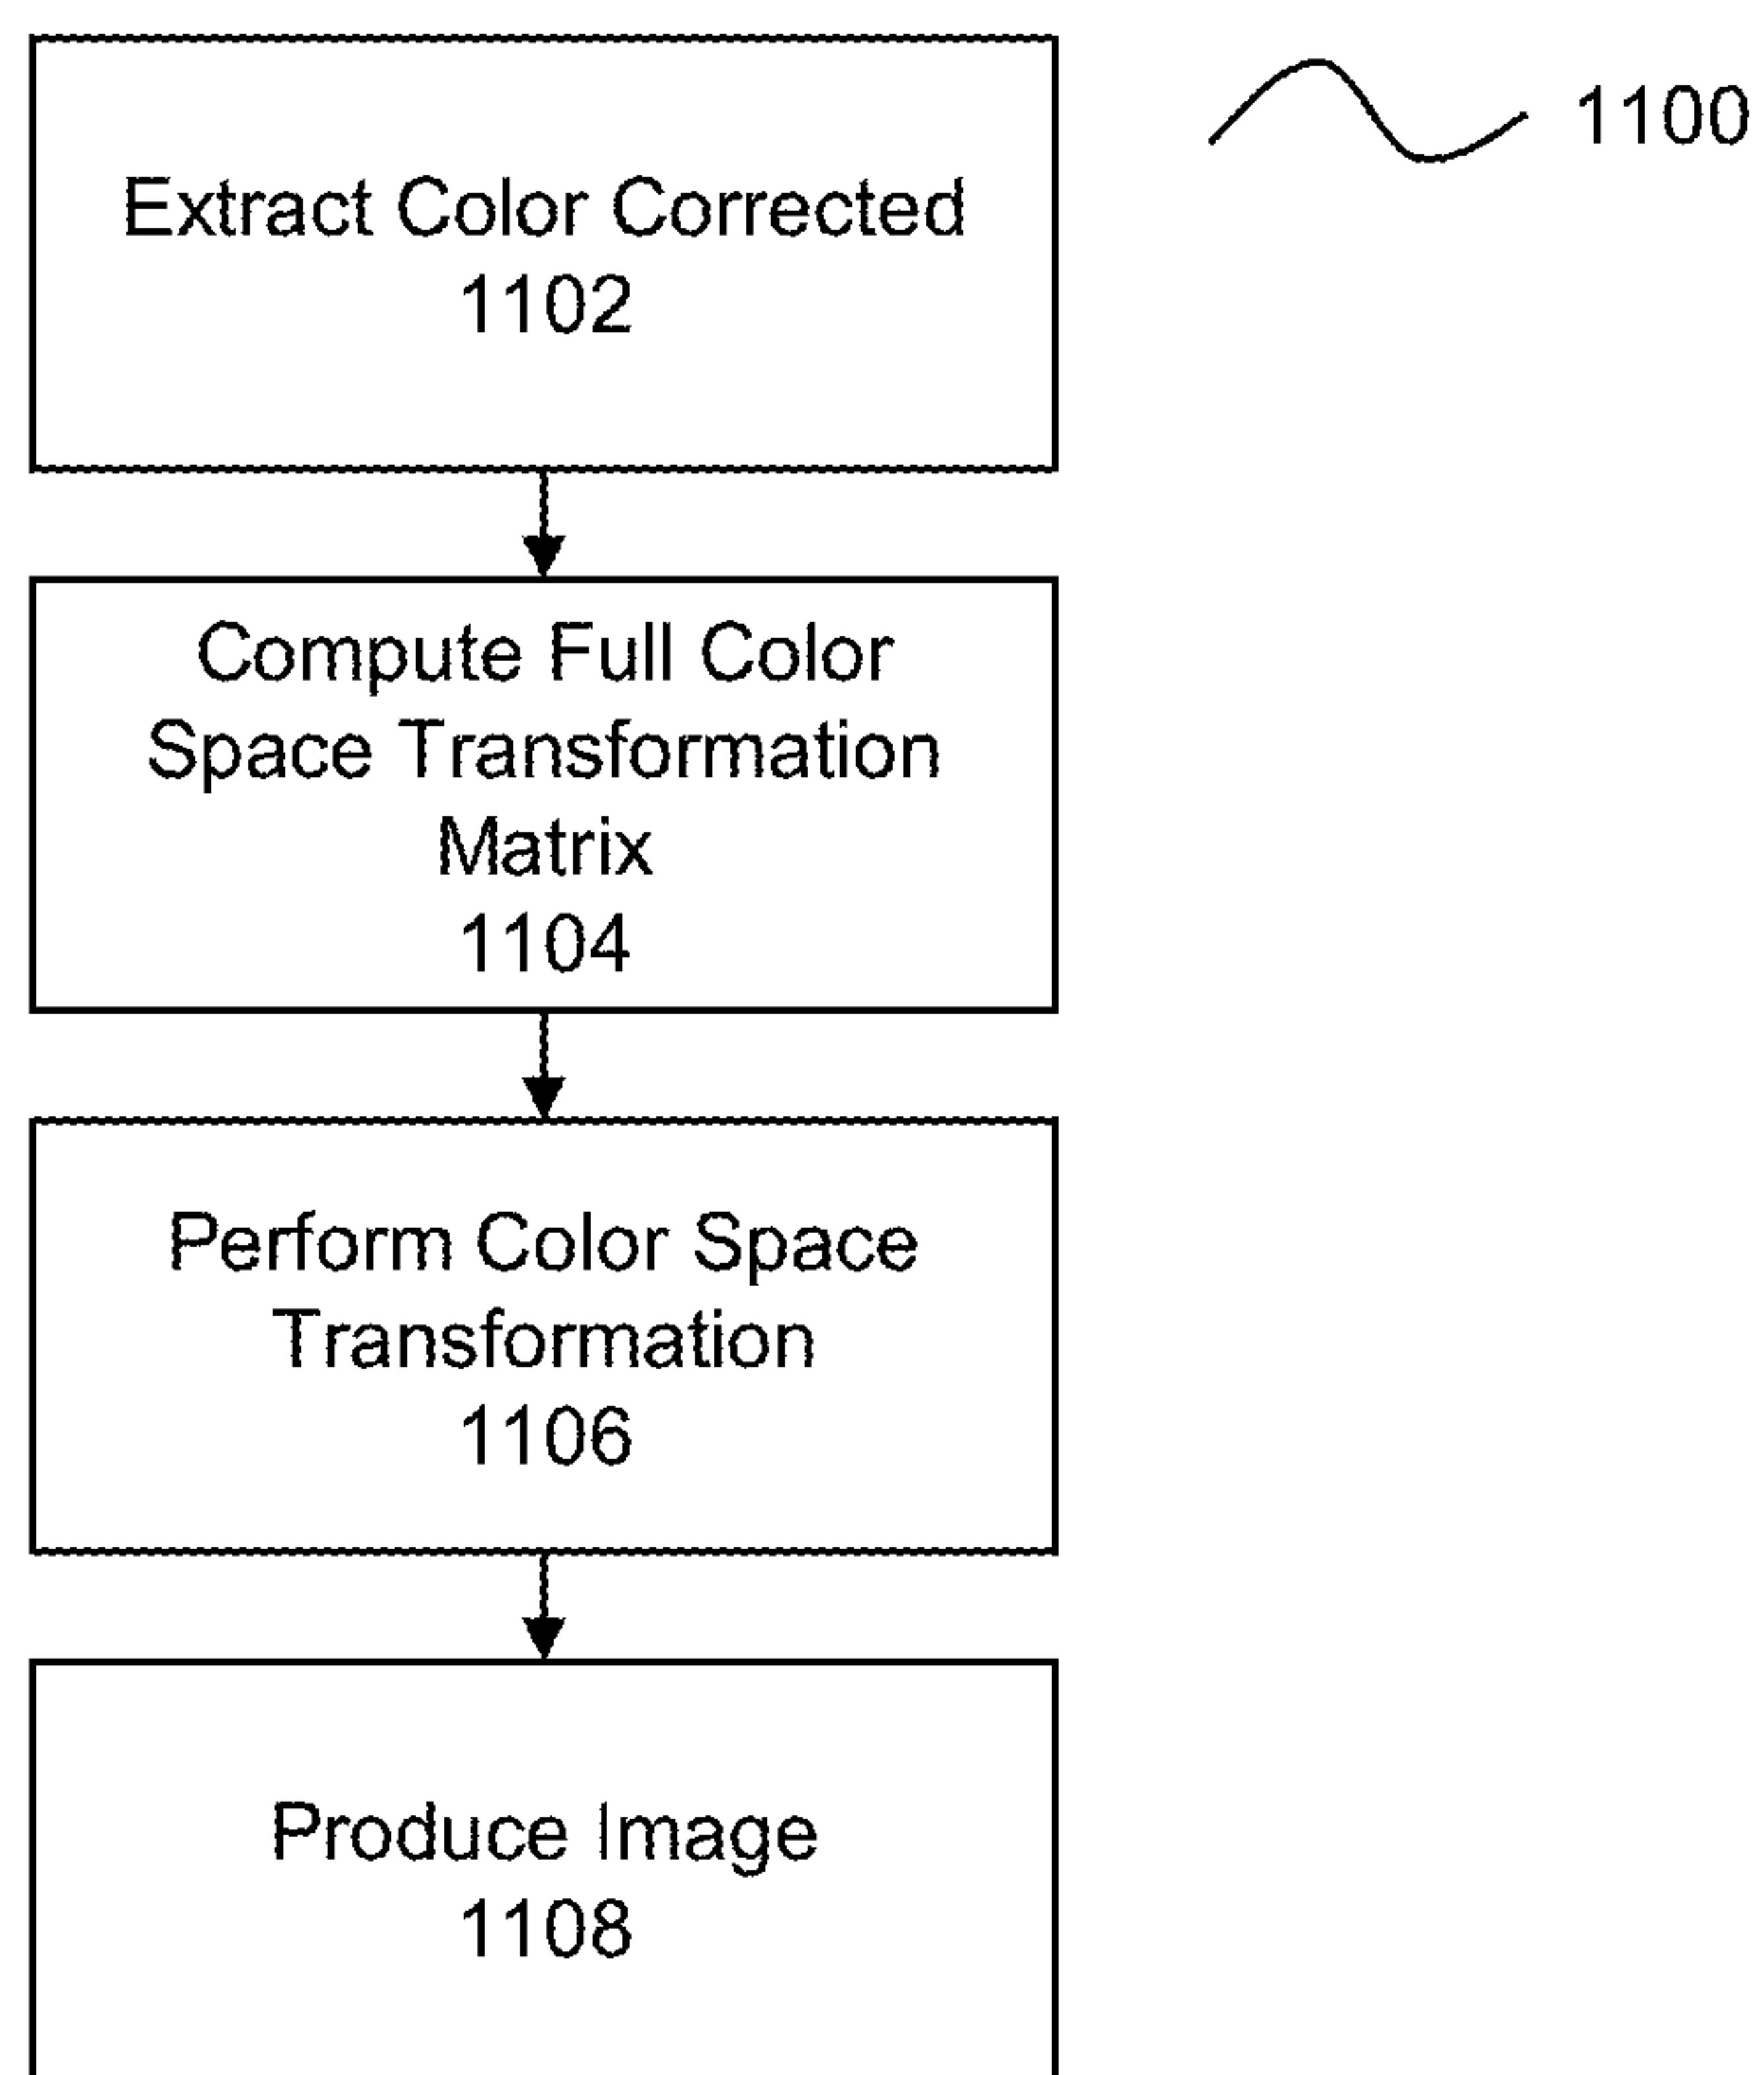 1100
Extract Color Corrected
1102
Compute Full Color
Space Transformation
Matrix
1104
Perform Color Space
Transformation
1106
Produce Image
1108